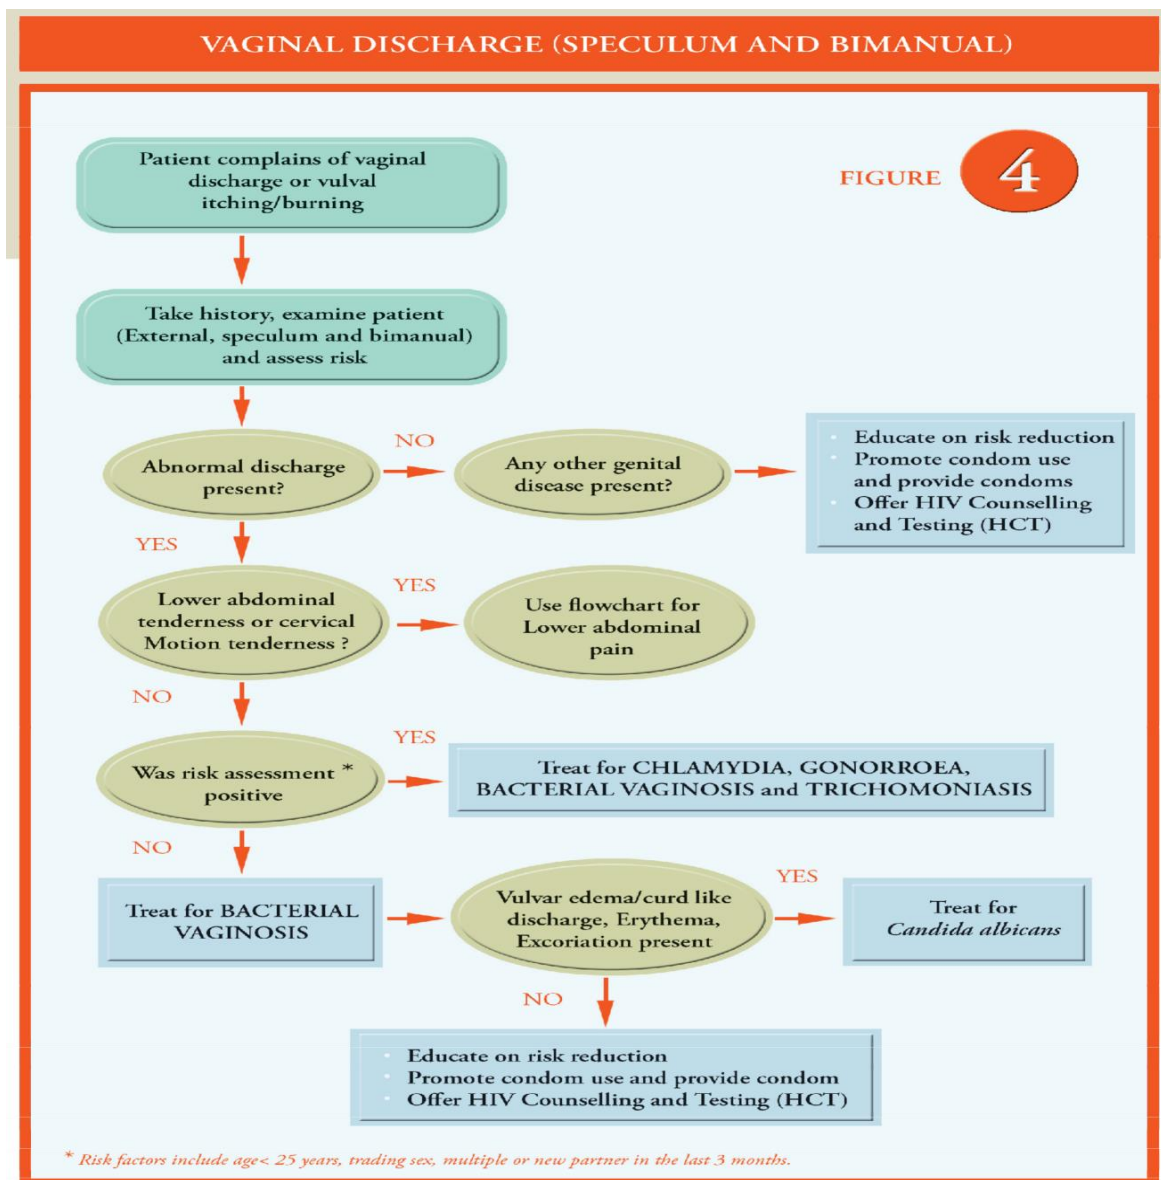 VAGINAL DISCHARGE (SPECULUM AND BIMANUAL)
FIGURE 4
Patient complains of vaginal
discharge or vulval
itching/burning
Take history, examine patient
(External, speculum and bimanual)
and assess risk
Abnormal discharge
present?
NO
Any other genital
disease present?
• Educate on risk reduction
• Promote condom use
and provide condoms
• Offer HIV Counselling
and Testing (HCT)
YES
Lower abdominal
tenderness or cervical
Motion tenderness ?
YES
Use flowchart for
Lower abdominal
pain
NO
Was risk assessment *
positive
YES
Treat for CHLAMYDIA, GONORROEA,
BACTERIAL VAGINOSIS and TRICHOMONIASIS
NO
Treat for BACTERIAL
VAGINOSIS
Vulvar edema/curd like
discharge, Erythema,
Excoriation present
YES
Treat for
Candida albicans
NO
• Educate on risk reduction
• Promote condom use and provide condom
• Offer HIV Counselling and Testing (HCT)
* Risk factors include age< 25 years, trading sex, multiple or new partner in the last 3 months.